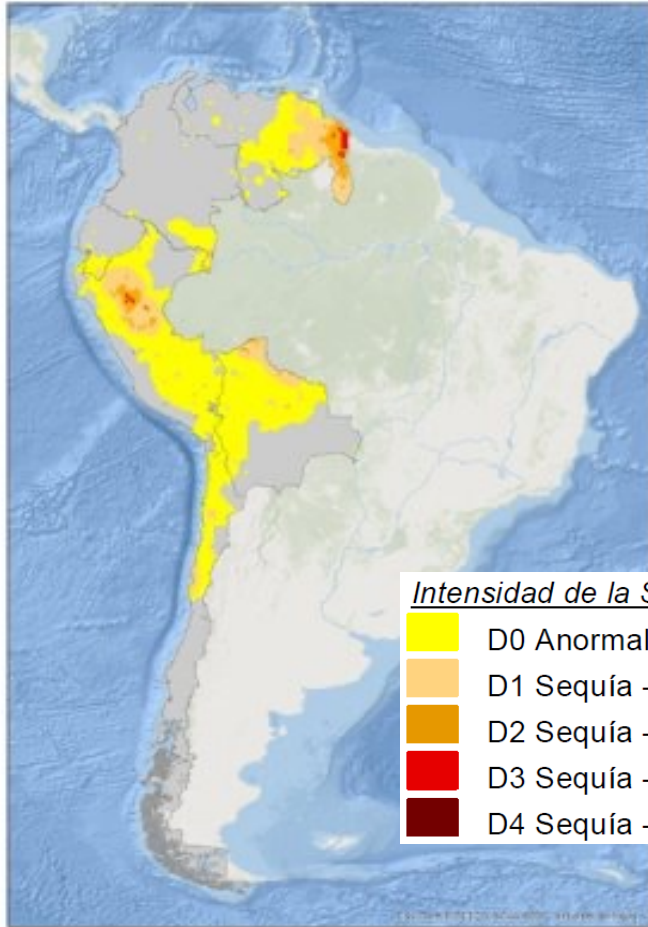 Intensidad de la S
D0 Anormal
D1 Sequía -
D2 Sequía -
D3 Sequía -
D4 Sequía -